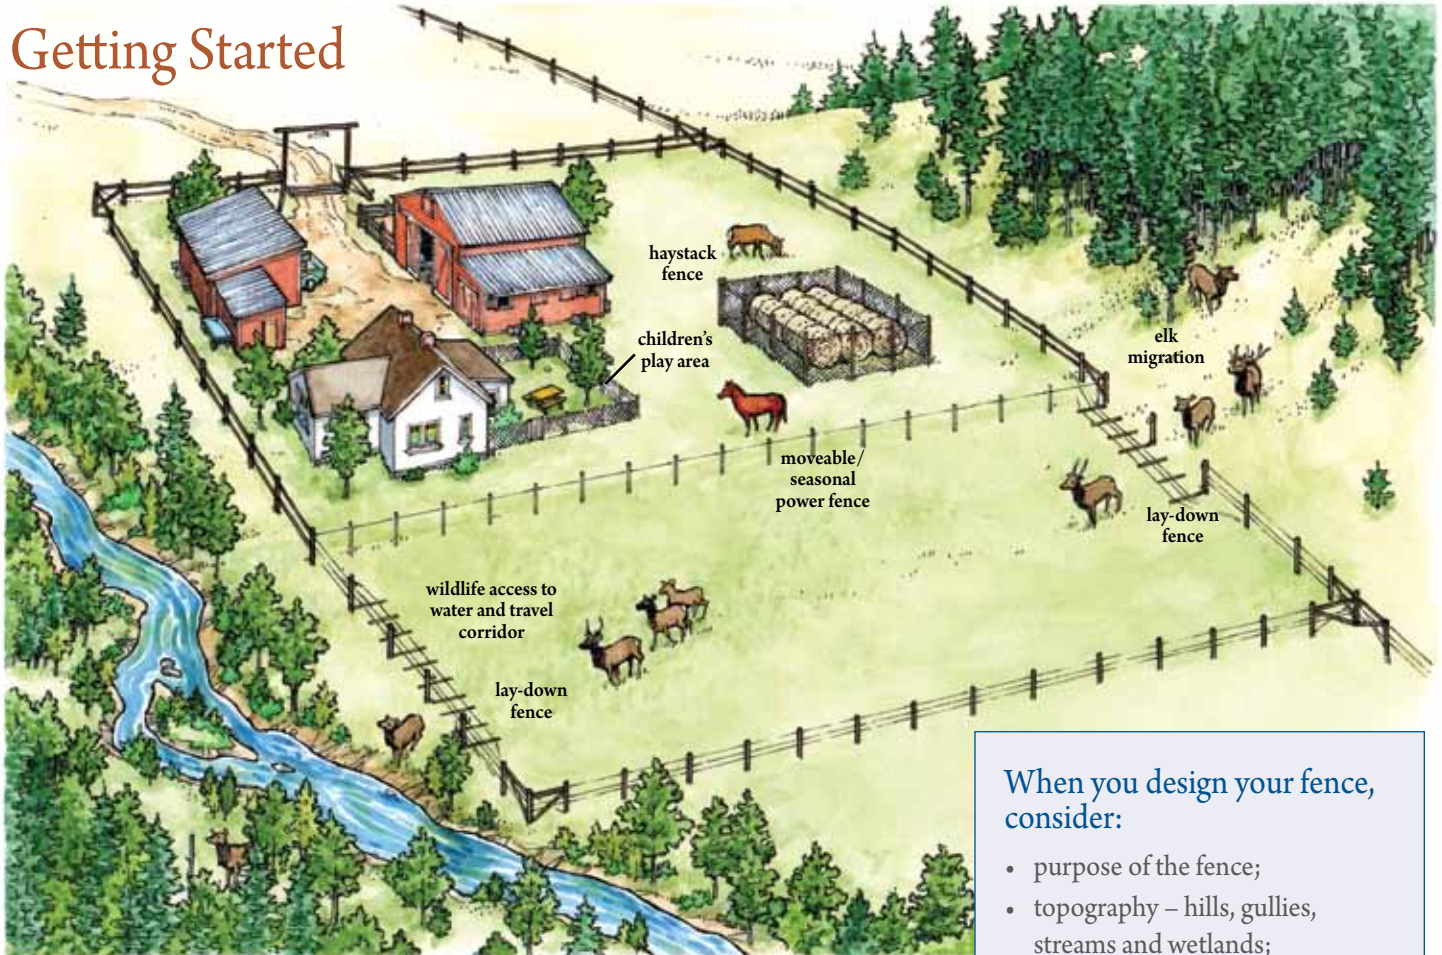 Getting Started
haystack
fence
children’s
play area
elk
migration
moveable/
seasonal
power fence
lay-down
fence
wildlife access to
water and travel
corridor
lay-down
fence
When you design your fence,
consider:
• purpose of the fence;
• topography – hills, gullies,
streams and wetlands;